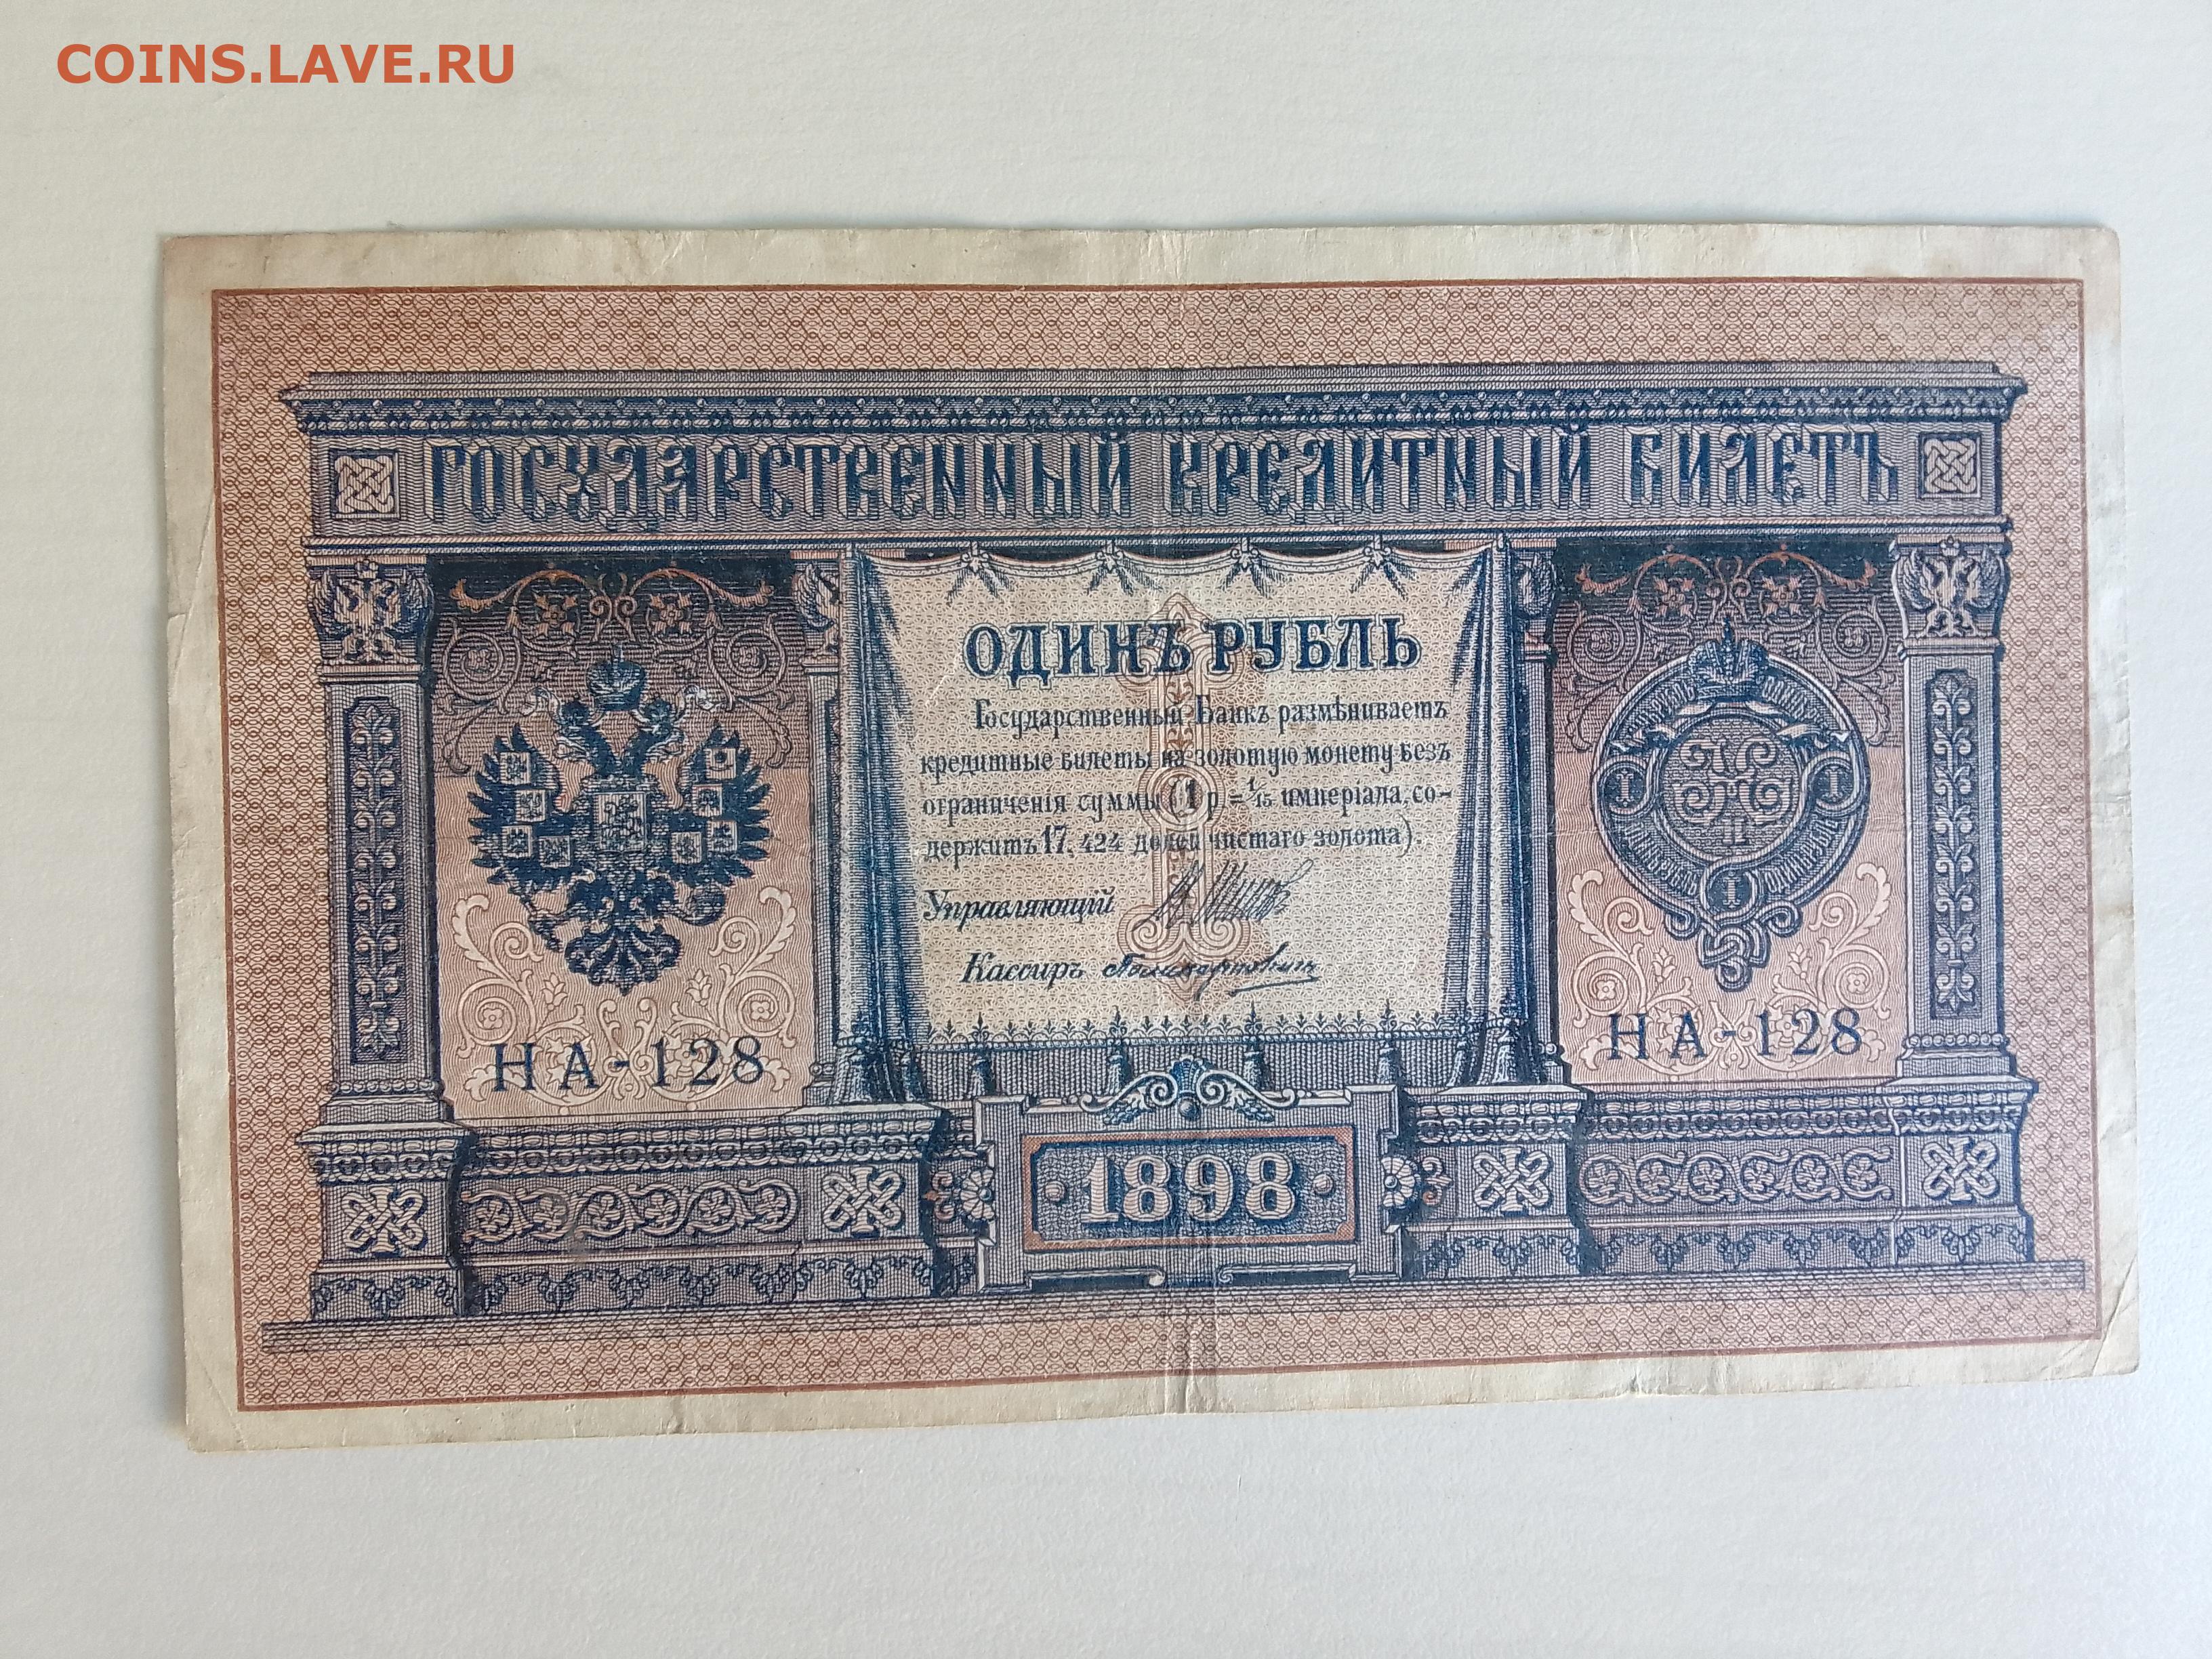 COINS.LAVE.RU
ГОСУДАРСТВЕННЫЙ КРЕДИТНЫЙ БИЛЕТЪ
ОДИНЪ РУБЛЬ
Государственный Банкъ размѣниваетъ
кредитные билеты на золотую монету безъ
ограниченія суммы (1 р. = 1/15 имперіала, со-
держитъ 17, 424 долей чистаго золота).
Управляющій
Кассиръ
НА-128
НА-128
1898